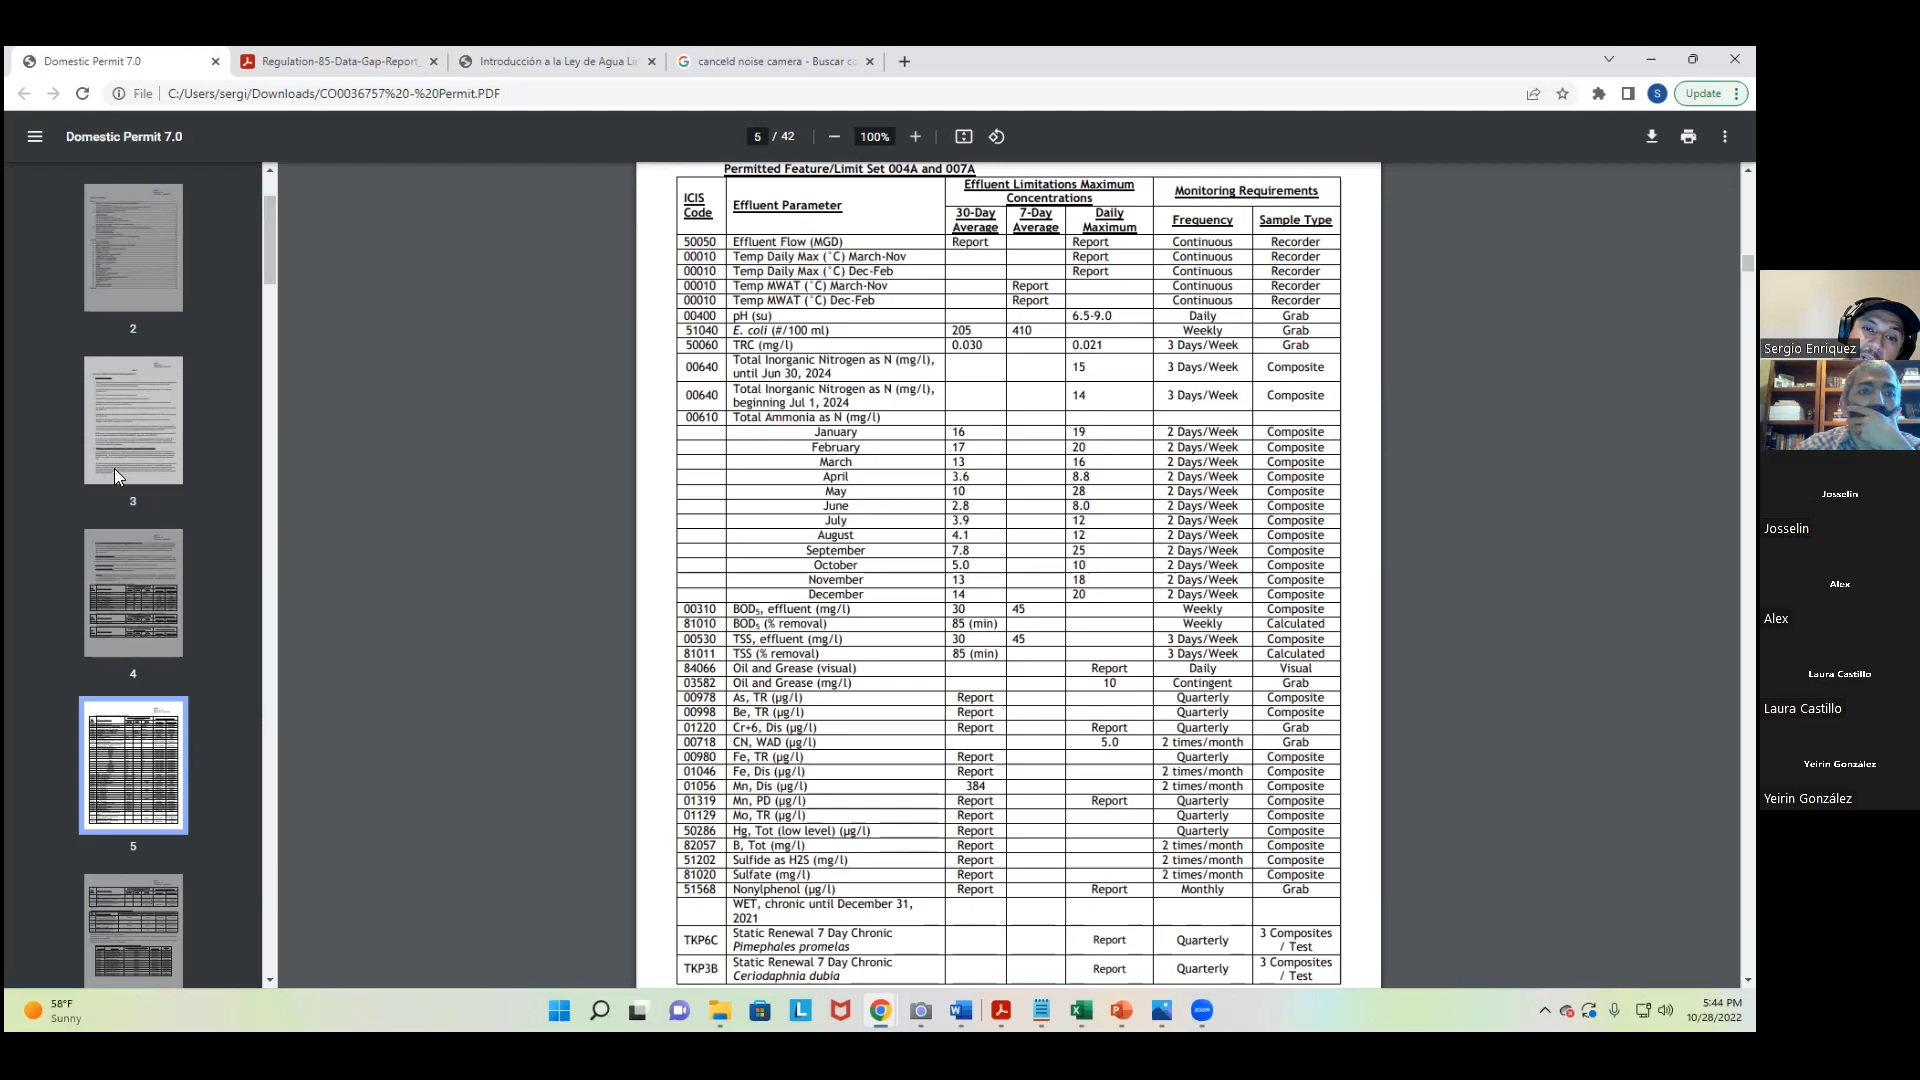 Domestic Permit 7.0
Regulation-85-Data-Gap-Report
Introducción a la Ley de Agua Li
canceld noise camera - Buscar co
File C:/Users/sergi/Downloads/CO0036757%20-%20Permit.PDF
S
Update
Domestic Permit 7.0
5 / 42
100%
2
3
4
5
Permitted Feature/Limit Set 004A and 007A
ICIS Code Effluent Parameter Effluent Limitations Maximum Concentrations Monitoring Requirements
30-Day Average 7-Day Average Daily Maximum Frequency Sample Type
50050 Effluent Flow (MGD) Report Report Continuous Recorder
00010 Temp Daily Max (°C) March-Nov Report Continuous Recorder
00010 Temp Daily Max (°C) Dec-Feb Report Continuous Recorder
00010 Temp MWAT (°C) March-Nov Report Continuous Recorder
00010 Temp MWAT (°C) Dec-Feb Report Continuous Recorder
00400 pH (su) 6.5-9.0 Daily Grab
51040 E. coli (#/100 ml) 205 410 Weekly Grab
50060 TRC (mg/l) 0.030 0.021 3 Days/Week Grab
00640 Total Inorganic Nitrogen as N (mg/l), until Jun 30, 2024 15 3 Days/Week Composite
00640 Total Inorganic Nitrogen as N (mg/l), beginning Jul 1, 2024 14 3 Days/Week Composite
00610 Total Ammonia as N (mg/l)
January 16 19 2 Days/Week Composite
February 17 20 2 Days/Week Composite
March 13 16 2 Days/Week Composite
April 3.6 8.8 2 Days/Week Composite
May 10 28 2 Days/Week Composite
June 2.8 8.0 2 Days/Week Composite
July 3.9 12 2 Days/Week Composite
August 4.1 12 2 Days/Week Composite
September 7.8 25 2 Days/Week Composite
October 5.0 10 2 Days/Week Composite
November 13 18 2 Days/Week Composite
December 14 20 2 Days/Week Composite
00310 BOD5, effluent (mg/l) 30 45 Weekly Composite
81010 BOD5 (% removal) 85 (min) Weekly Calculated
00530 TSS, effluent (mg/l) 30 45 3 Days/Week Composite
81011 TSS (% removal) 85 (min) 3 Days/Week Calculated
84066 Oil and Grease (visual) Report Daily Visual
03582 Oil and Grease (mg/l) 10 Contingent Grab
00978 As, TR (µg/l) Report Quarterly Composite
00998 Be, TR (µg/l) Report Quarterly Composite
01220 Cr+6, Dis (µg/l) Report Report Quarterly Grab
00718 CN, WAD (µg/l) 5.0 2 times/month Grab
00980 Fe, TR (µg/l) Report Quarterly Composite
01046 Fe, Dis (µg/l) Report 2 times/month Composite
01056 Mn, Dis (µg/l) 384 2 times/month Composite
01319 Mn, PD (µg/l) Report Report Quarterly Composite
01129 Mo, TR (µg/l) Report Quarterly Composite
50286 Hg, Tot (low level) (µg/l) Report Quarterly Composite
82057 B, Tot (mg/l) Report 2 times/month Composite
51202 Sulfide as H2S (mg/l) Report 2 times/month Composite
81020 Sulfate (mg/l) Report 2 times/month Composite
51568 Nonylphenol (µg/l) Report Report Monthly Grab
WET, chronic until December 31, 2021
TKP6C Static Renewal 7 Day Chronic Pimephales promelas Report Quarterly 3 Composites / Test
TKP3B Static Renewal 7 Day Chronic Ceriodaphnia dubia Report Quarterly 3 Composites / Test
Sergio Enriquez
Josselin
Josselin
Alex
Alex
Laura Castillo
Laura Castillo
Yeirin González
Yeirin González
58°F
Sunny
L
zoom
5:44 PM
10/28/2022